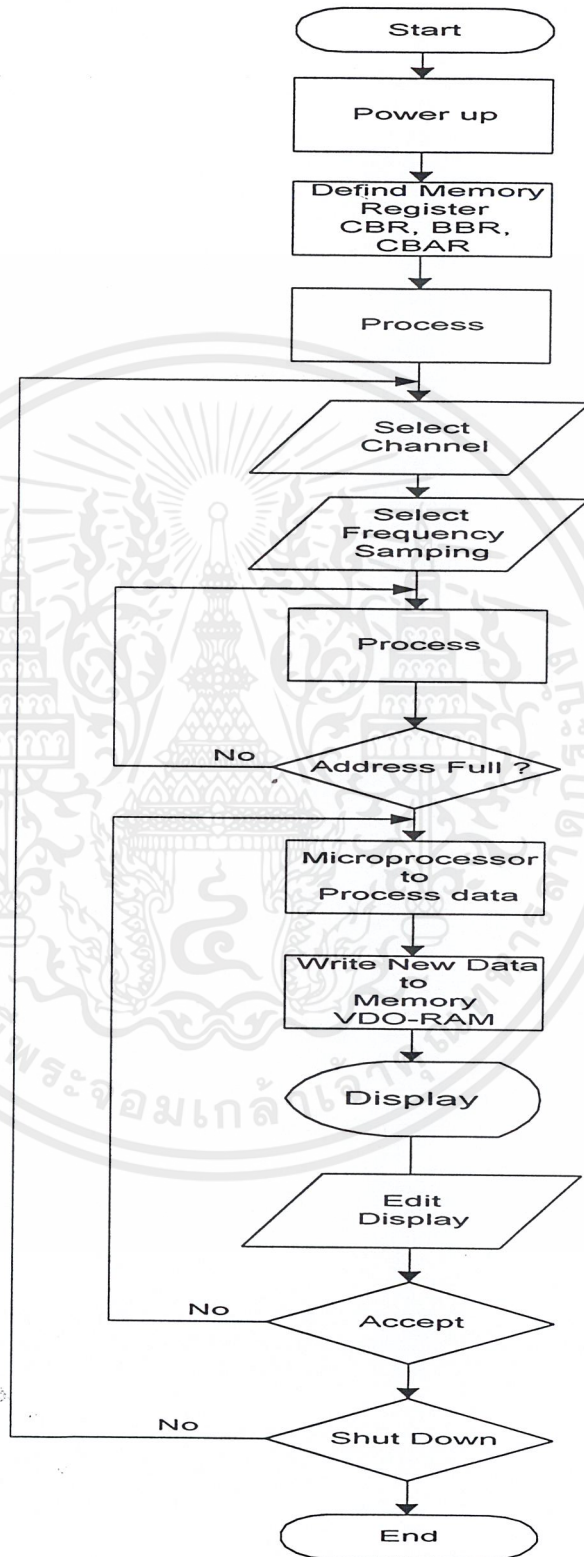 Start
Power up
Defind Memory
Register
CBR, BBR,
CBAR
Process
Select
Channel
Select
Frequency
Samping
Process
No
Address Full ?
Microprocessor
to
Process data
Write New Data
to
Memory
VDO-RAM
Display
Edit
Display
No
Accept
No
Shut Down
End